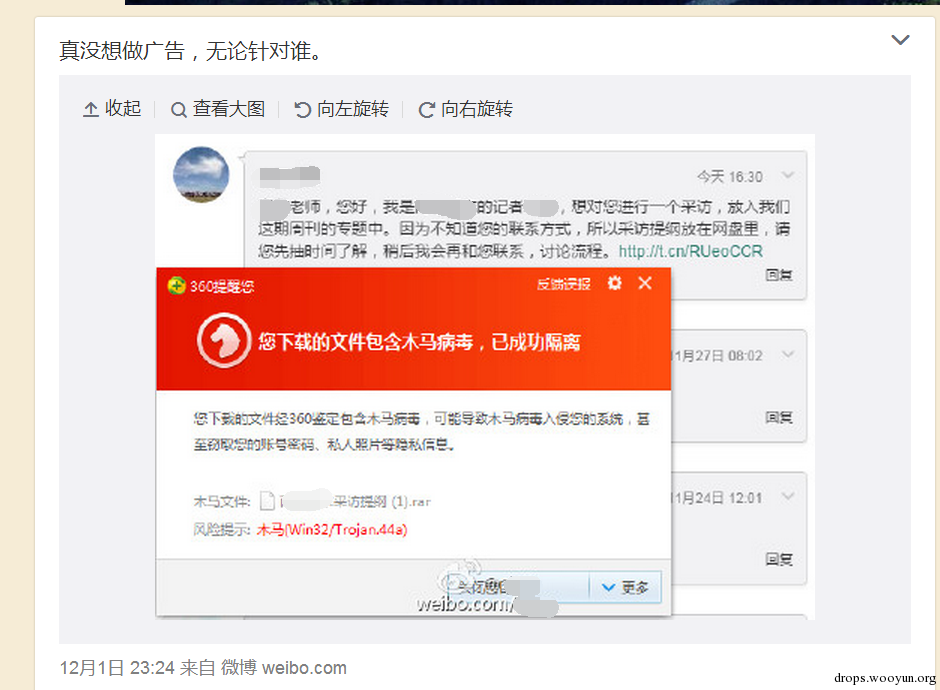 真没想做广告，无论针对谁。
收起 查看大图 向左旋转 向右旋转
今天 16:30
老师，您好，我是 的记者 ，想对您进行一个采访，放入我们
这期周刊的专题中。因为不知道您的联系方式，所以采访提纲放在网盘里，请
您先抽时间了解，稍后我会再和您联系，讨论流程。http://t.cn/RUeoCCR
回复
360提醒您 反馈误报
您下载的文件包含木马病毒，已成功隔离
11月27日 08:02
您下载的文件经360鉴定包含木马病毒，可能导致木马病毒入侵您的系统，甚
回复
至窃取您的账号密码、私人照片等隐私信息。
木马文件: 采访提纲 (1).rar
11月24日 12:01
风险提示: 木马(Win32/Trojan.44a)
回复
更多
weibo.com/
12月1日 23:24 来自 微博 weibo.com
drops.wooyun.org